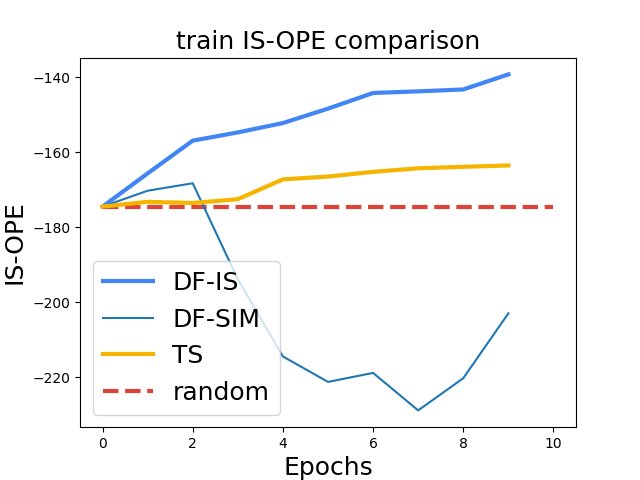 train IS-OPE comparison
IS-OPE
−140
−160
−180
−200
−220
DF-IS
DF-SIM
TS
random
0 2 4 6 8 10
Epochs